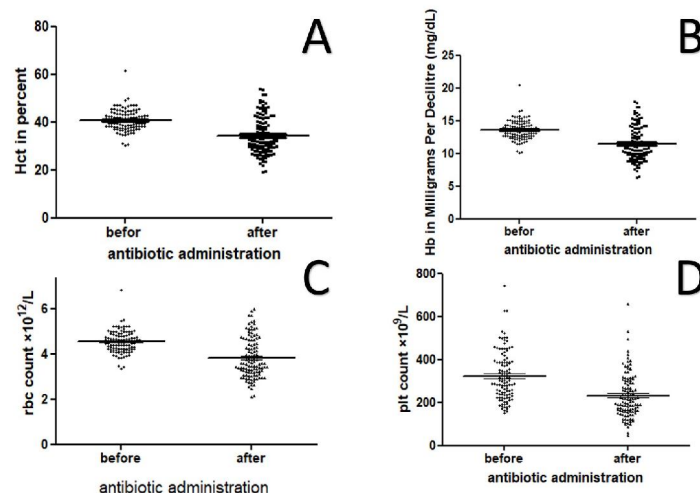 A
Hct in percent
80
60
40
20
0
befor after
antibiotic administration
B
Hb in Milligrams Per Decilitre (mg/dL)
25
20
15
10
5
0
befor after
antibiotic administration
C
rbc count ×10¹²/L
6
4
2
0
before after
antibiotic administration
D
plt count ×10⁹/L
800
600
400
200
0
before after
antibiotic administration